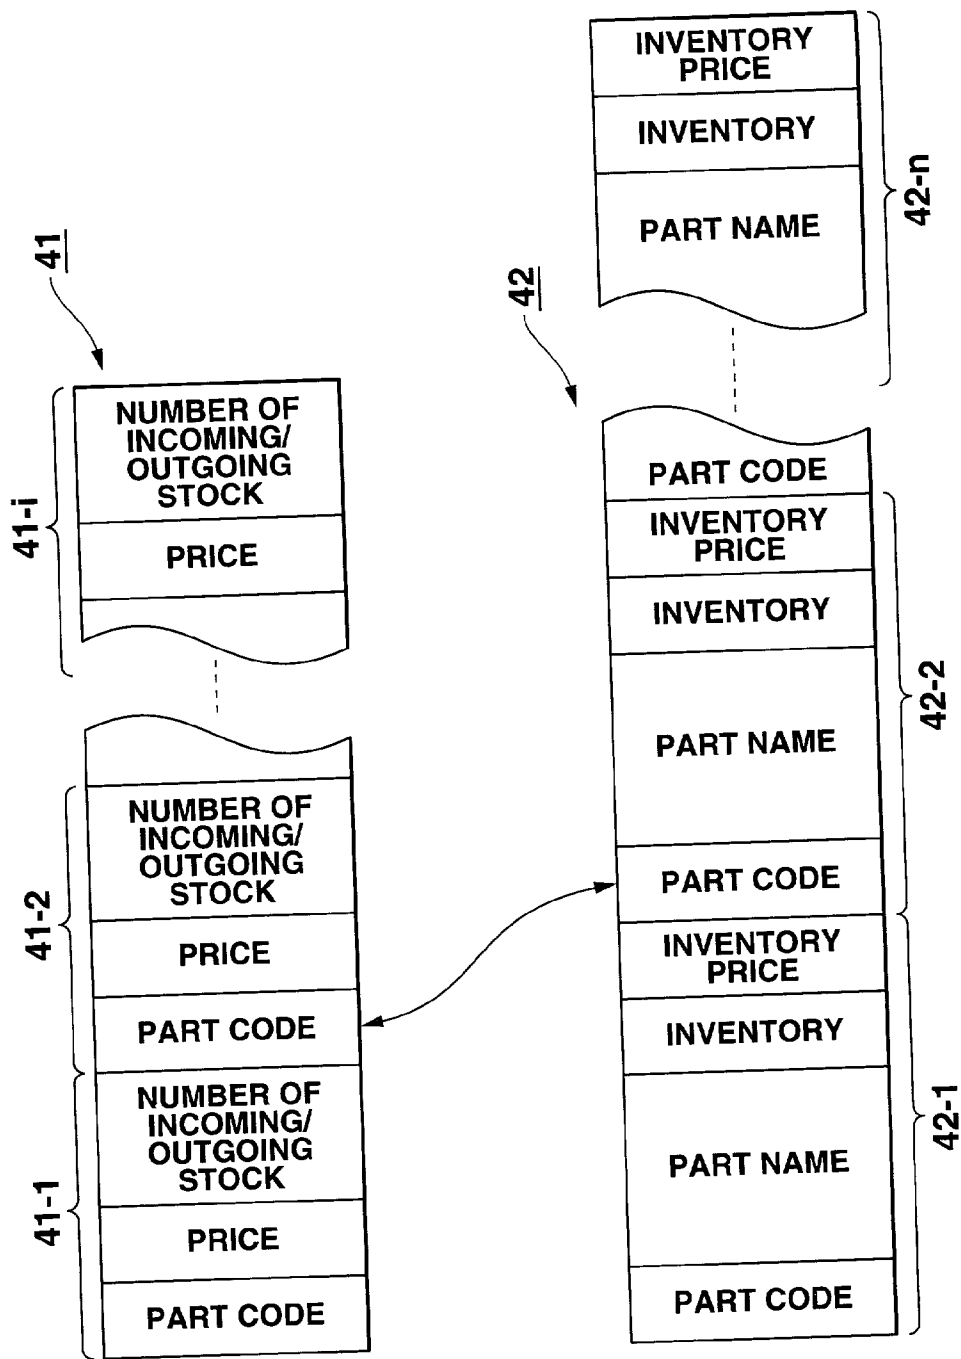 41
41-i
NUMBER OF
INCOMING/
OUTGOING
STOCK
PRICE
41-2
NUMBER OF
INCOMING/
OUTGOING
STOCK
PRICE
PART CODE
41-1
NUMBER OF
INCOMING/
OUTGOING
STOCK
PRICE
PART CODE
42
42-n
INVENTORY
PRICE
INVENTORY
PART NAME
PART CODE
42-2
INVENTORY
PRICE
INVENTORY
PART NAME
PART CODE
42-1
INVENTORY
PRICE
INVENTORY
PART NAME
PART CODE